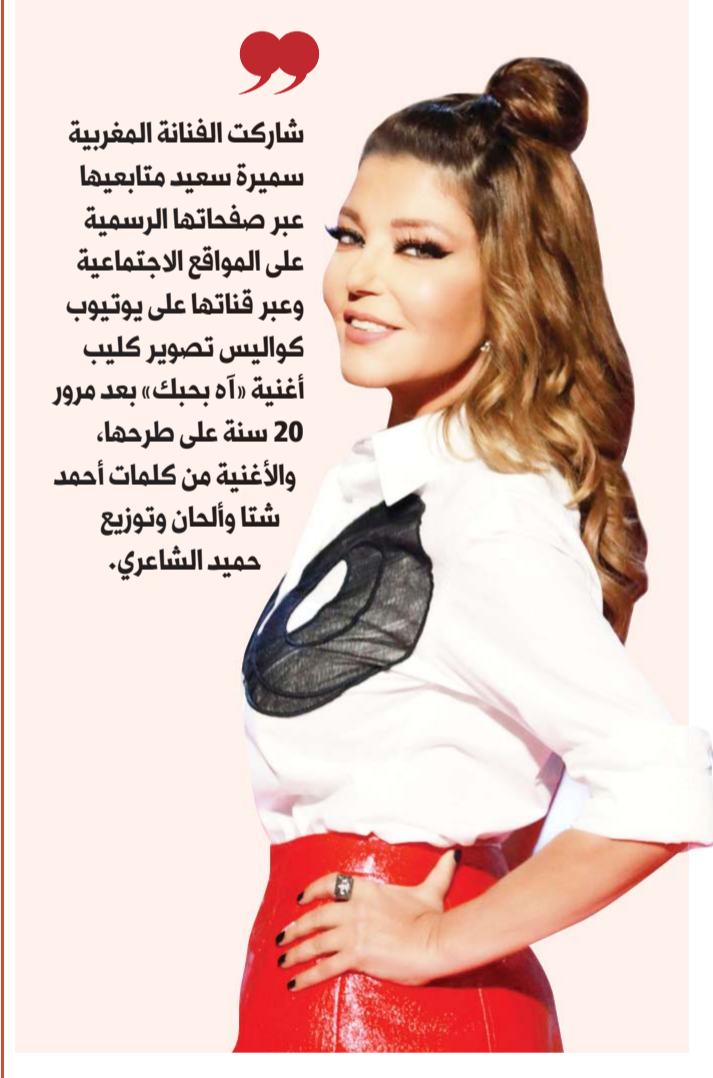 شاركت الفنانة المغربية
سميرة سعيد متابعيها
عبر صفحاتها الرسمية
على المواقع الاجتماعية
وعبر قناتها على يوتيوب
كواليس تصوير كليب
أغنية «آه بحبك» بعد مرور
20 سنة على طرحها،
والأغنية من كلمات أحمد
شتا وألحان وتوزيع
حميد الشاعري.